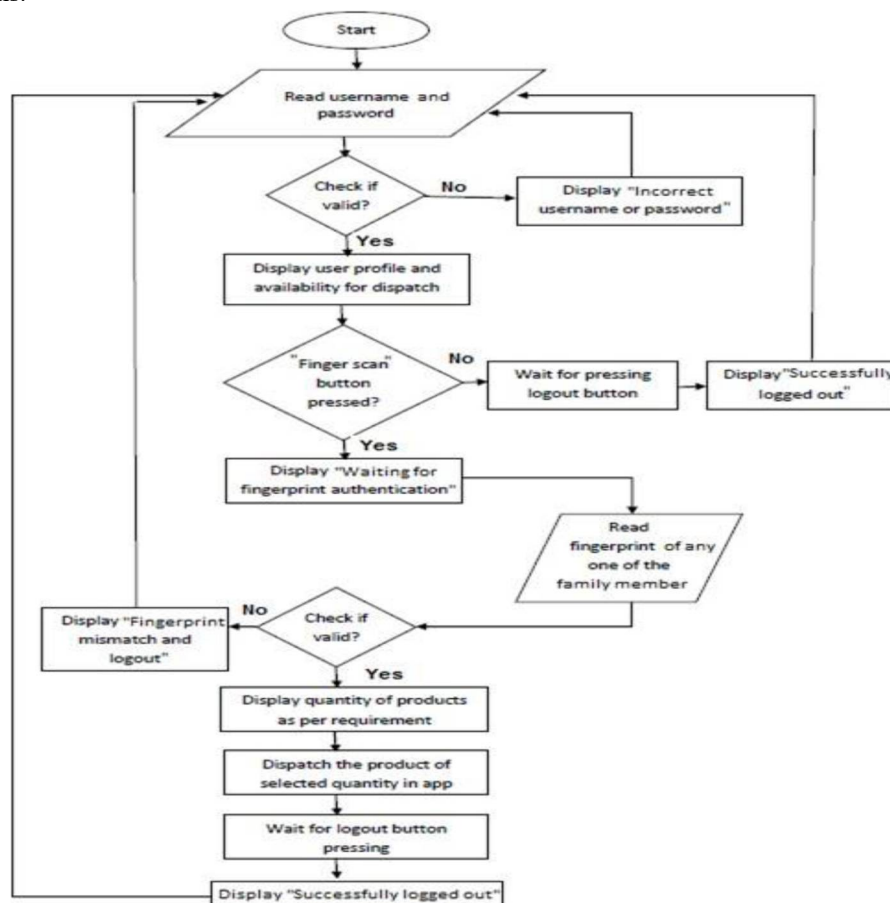 Start
Read username and
password
Check if
valid?
No
Display "Incorrect
username or password"
Yes
Display user profile and
availability for dispatch
"Finger scan"
button
pressed?
No
Wait for pressing
logout button
Display "Successfully
logged out"
Yes
Display "Waiting for
fingerprint authentication"
Read
fingerprint of any
one of the
family member
Check if
valid?
No
Display "Fingerprint
mismatch and
logout"
Yes
Display quantity of products
as per requirement
Dispatch the product of
selected quantity in app
Wait for logout button
pressing
Display "Successfully logged out"